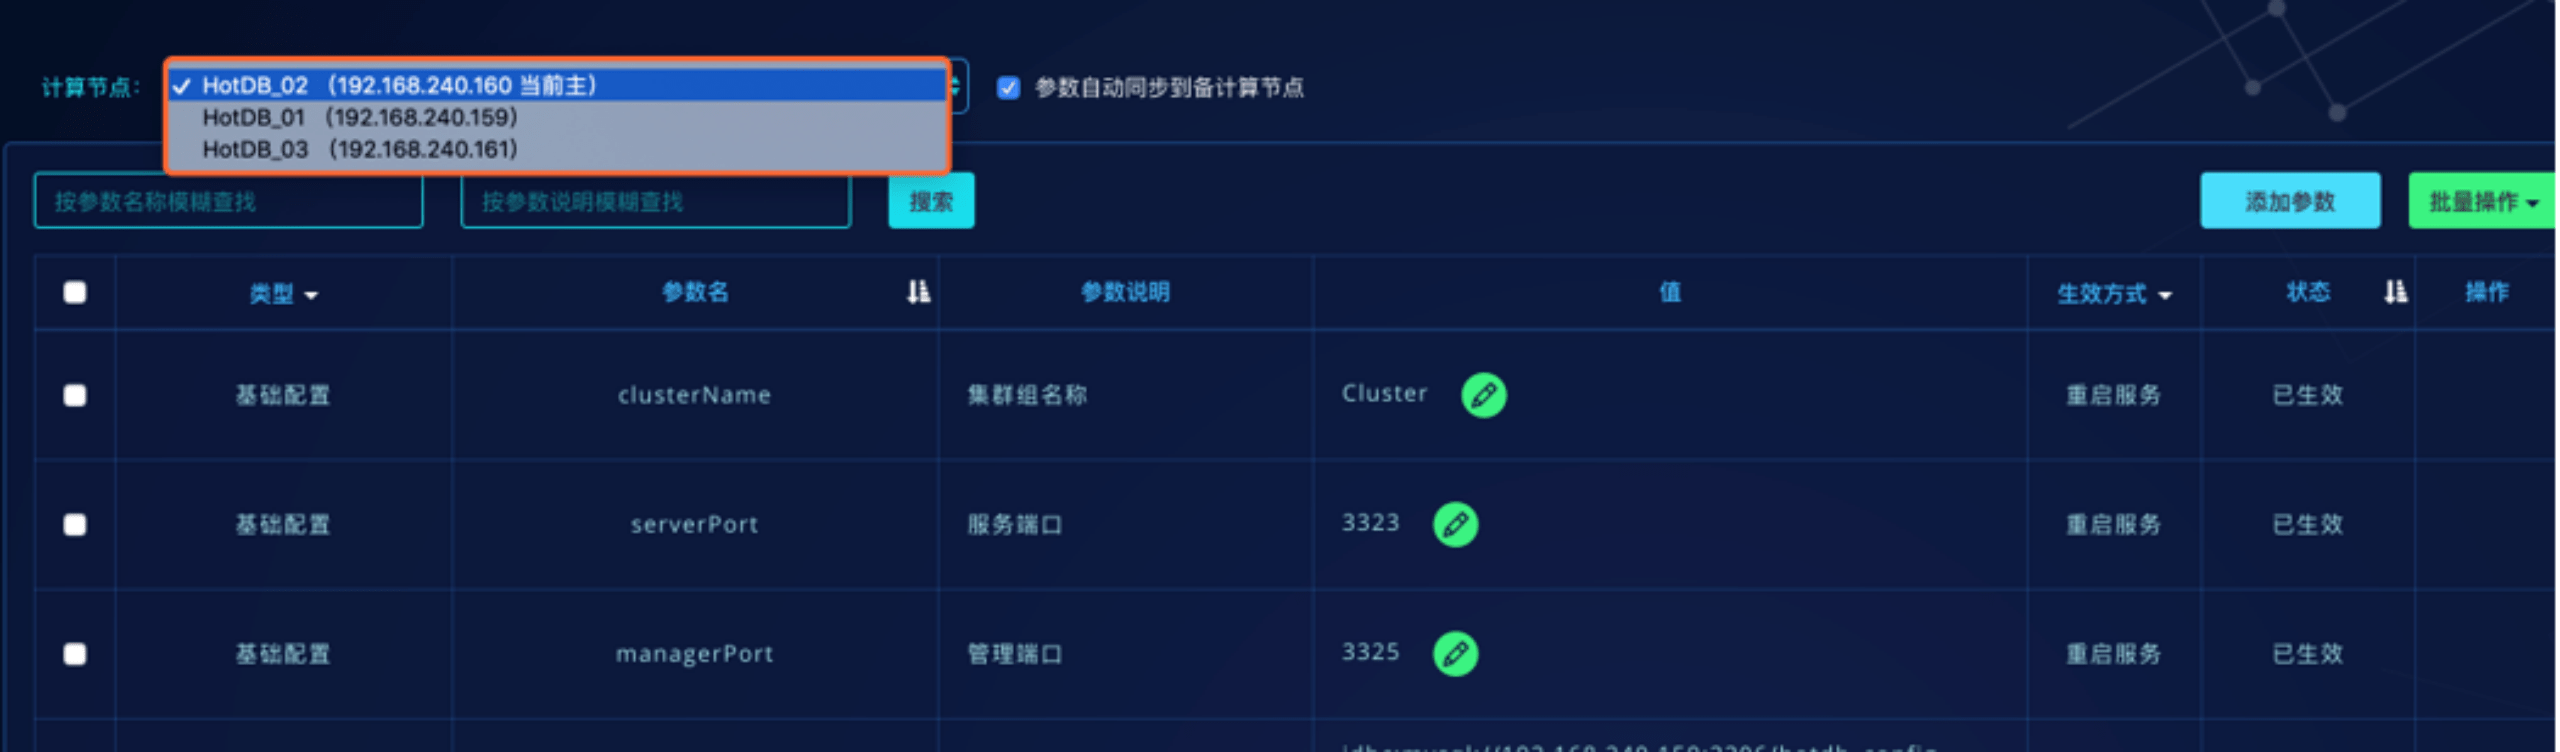 计算节点：
✓ HotDB_02 （192.168.240.160 当前主）
HotDB_01 （192.168.240.159）
HotDB_03 （192.168.240.161）
参数自动同步到备计算节点
按参数名称模糊查找 按参数说明模糊查找 搜索 添加参数 批量操作
类型 参数名 参数说明 值 生效方式 状态 操作
基础配置 clusterName 集群组名称 Cluster 重启服务 已生效
基础配置 serverPort 服务端口 3323 重启服务 已生效
基础配置 managerPort 管理端口 3325 重启服务 已生效